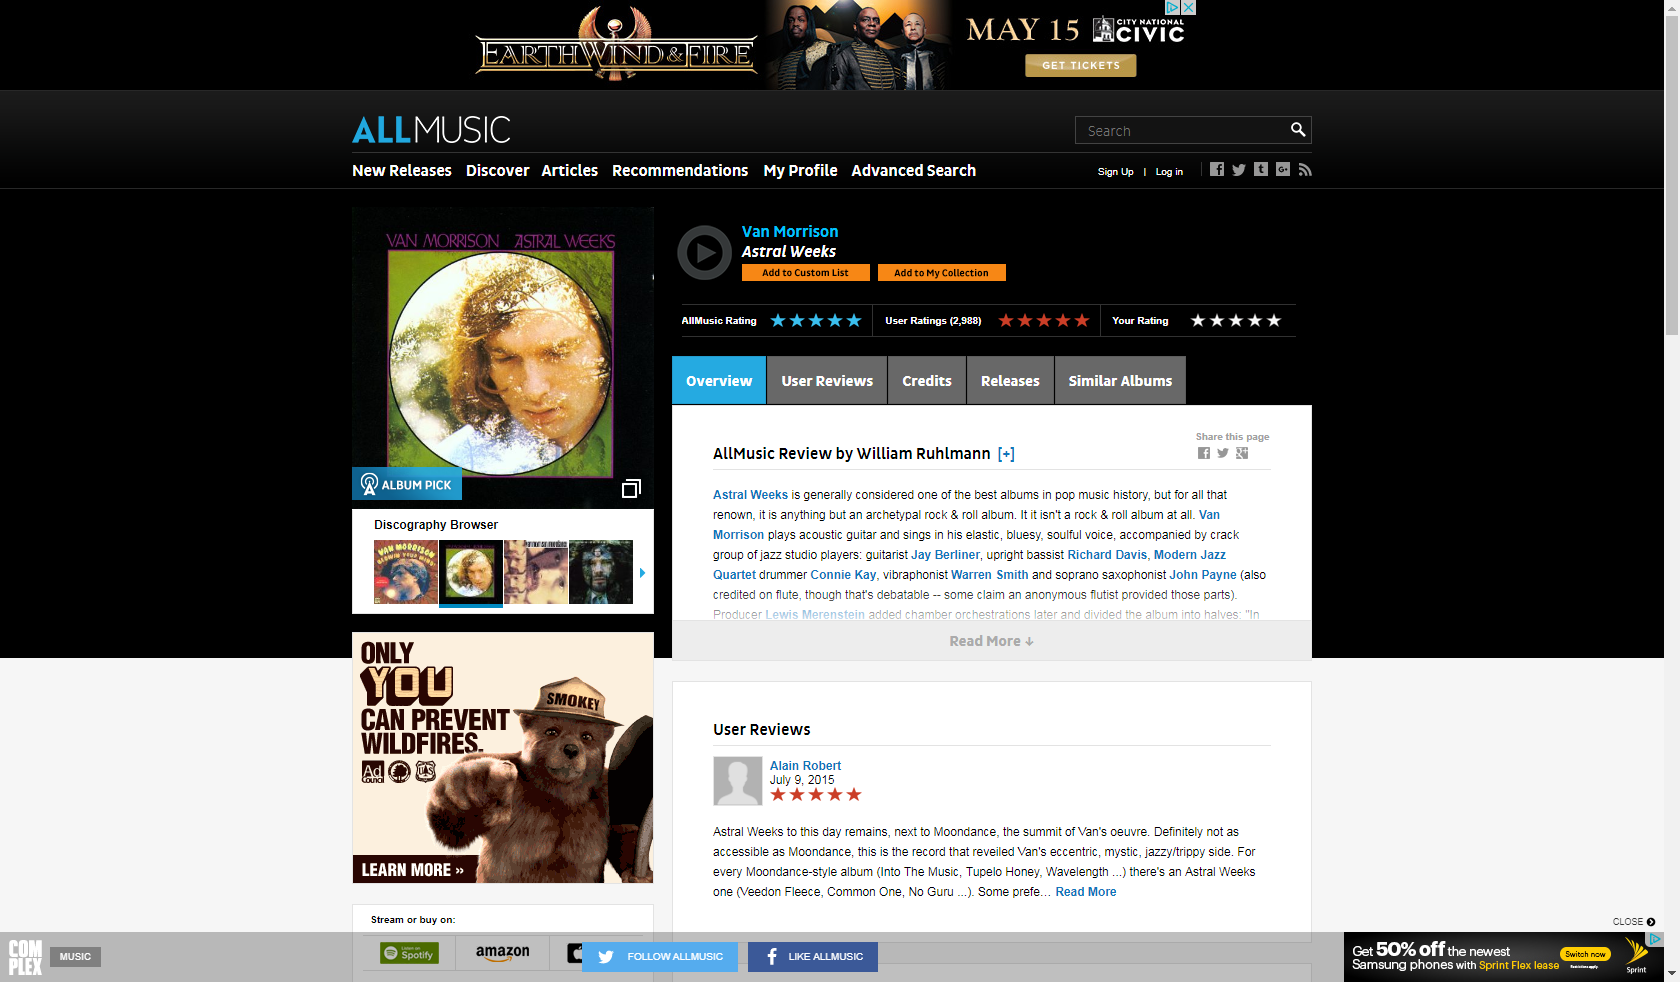 EARTH WIND & FIRE
MAY 15
CITY NATIONAL
CIVIC
GET TICKETS
ALLMUSIC
Search
New Releases Discover Articles Recommendations My Profile Advanced Search
Sign Up | Log in
VAN MORRISON ASTRAL WEEKS
ALBUM PICK
Van Morrison
Astral Weeks
Add to Custom List Add to My Collection
AllMusic Rating User Ratings (2,988) Your Rating
Overview User Reviews Credits Releases Similar Albums
Share this page
AllMusic Review by William Ruhlmann [+]
Astral Weeks is generally considered one of the best albums in pop music history, but for all that
renown, it is anything but an archetypal rock & roll album. It it isn't a rock & roll album at all. Van
Morrison plays acoustic guitar and sings in his elastic, bluesy, soulful voice, accompanied by crack
group of jazz studio players: guitarist Jay Berliner, upright bassist Richard Davis, Modern Jazz
Quartet drummer Connie Kay, vibraphonist Warren Smith and soprano saxophonist John Payne (also
credited on flute, though that's debatable -- some claim an anonymous flutist provided those parts).
Producer Lewis Merenstein added chamber orchestrations later and divided the album into halves: "In
Read More
Discography Browser
VAN MORRISON
ONLY
YOU
CAN PREVENT
WILDFIRES.
SMOKEY
Ad
Council
LEARN MORE »
User Reviews
Alain Robert
July 9, 2015
Astral Weeks to this day remains, next to Moondance, the summit of Van's oeuvre. Definitely not as
accessible as Moondance, this is the record that reveiled Van's eccentric, mystic, jazzy/trippy side. For
every Moondance-style album (Into The Music, Tupelo Honey, Wavelength ...) there's an Astral Weeks
one (Veedon Fleece, Common One, No Guru ...). Some prefe... Read More
Stream or buy on:
Spotify
amazon
COMPLEX
MUSIC
FOLLOW ALLMUSIC
LIKE ALLMUSIC
CLOSE
Get 50% off the newest
Samsung phones with Sprint Flex lease
Switch now
Restrictions apply
Sprint